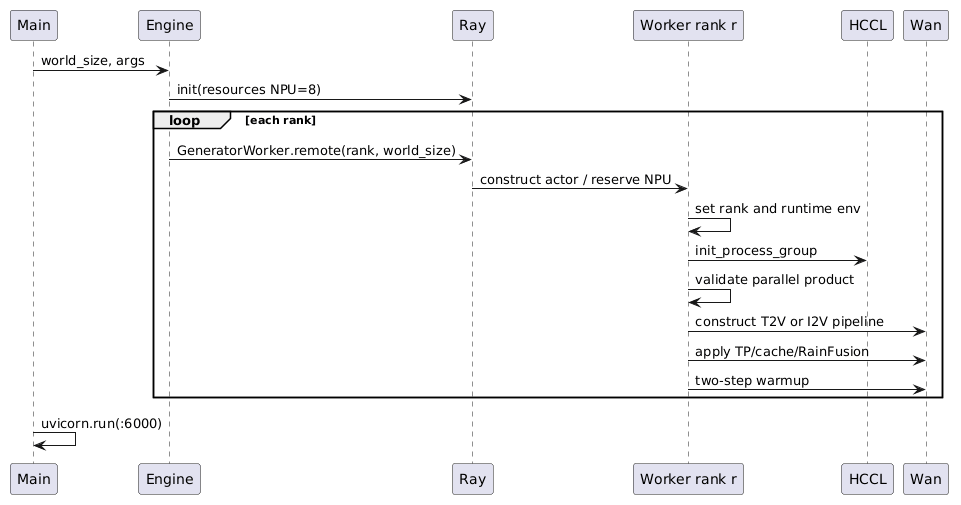 Main Engine Ray Worker rank r HCCL Wan
world_size, args
init(resources NPU=8)
loop [each rank]
GeneratorWorker.remote(rank, world_size)
construct actor / reserve NPU
set rank and runtime env
init_process_group
validate parallel product
construct T2V or I2V pipeline
apply TP/cache/RainFusion
two-step warmup
uvicorn.run(:6000)
Main Engine Ray Worker rank r HCCL Wan